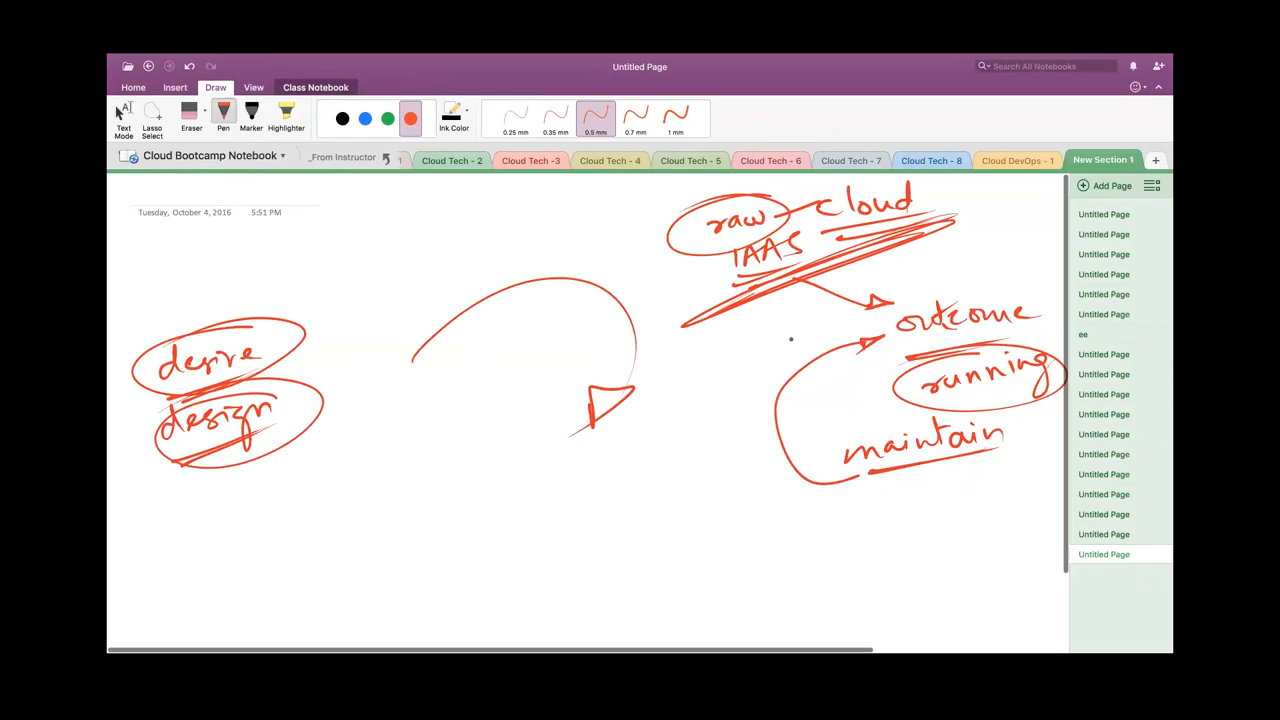 Untitled Page
Search All Notebooks
Home Insert Draw View Class Notebook
Text Mode
Lasso Select
Eraser
Pen
Marker
Highlighter
Ink Color
0.25 mm 0.35 mm 0.5 mm 0.7 mm 1 mm
Cloud Bootcamp Notebook
_From Instructor
1
Cloud Tech - 2
Cloud Tech -3
Cloud Tech - 4
Cloud Tech - 5
Cloud Tech - 6
Cloud Tech - 7
Cloud Tech - 8
Cloud DevOps - 1
New Section 1
Add Page
Tuesday, October 4, 2016 5:51 PM
raw cloud
IAAS
outcome
running
maintain
desire
design
Untitled Page
Untitled Page
Untitled Page
Untitled Page
Untitled Page
Untitled Page
ee
Untitled Page
Untitled Page
Untitled Page
Untitled Page
Untitled Page
Untitled Page
Untitled Page
Untitled Page
Untitled Page
Untitled Page
Untitled Page